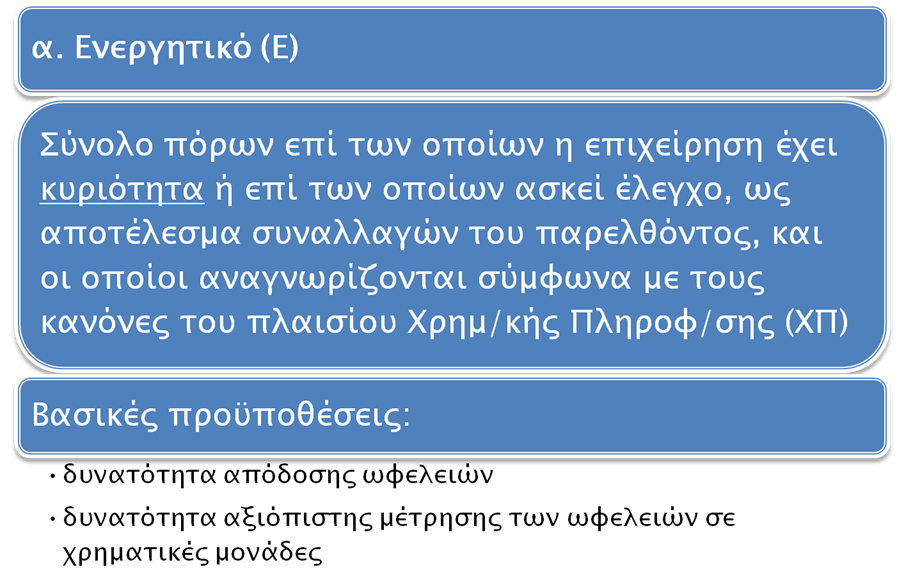 α. Ενεργητικό (Ε)
Σύνολο πόρων επί των οποίων η επιχείρηση έχει
κυριότητα ή επί των οποίων ασκεί έλεγχο, ως
αποτέλεσμα συναλλαγών του παρελθόντος, και
οι οποίοι αναγνωρίζονται σύμφωνα με τους
κανόνες του πλαισίου Χρημ/κής Πληροφ/σης (ΧΠ)
Βασικές προϋποθέσεις:
• δυνατότητα απόδοσης ωφελειών
• δυνατότητα αξιόπιστης μέτρησης των ωφελειών σε
χρηματικές μονάδες